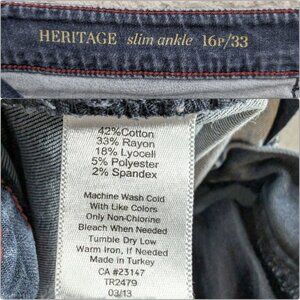 HERITAGE slim ankle 16P/33
42%Cotton
33% Rayon
18% Lyocell
5% Polyester
2% Spandex
Machine Wash Cold
With Like Colors
Only Non-Chlorine
Bleach When Needed
Tumble Dry Low
Warm Iron, If Needed
Made in Turkey
CA #23147
TR2479
03/13